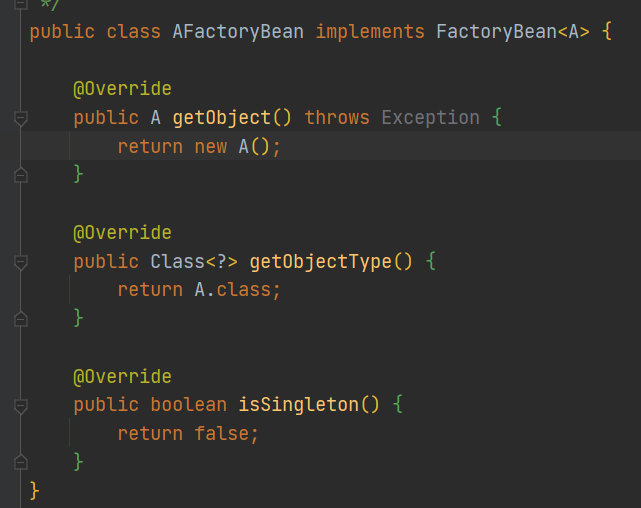 */
public class AFactoryBean implements FactoryBean<A> {
@Override
public A getObject() throws Exception {
return new A();
}
@Override
public Class<?> getObjectType() {
return A.class;
}
@Override
public boolean isSingleton() {
return false;
}
}